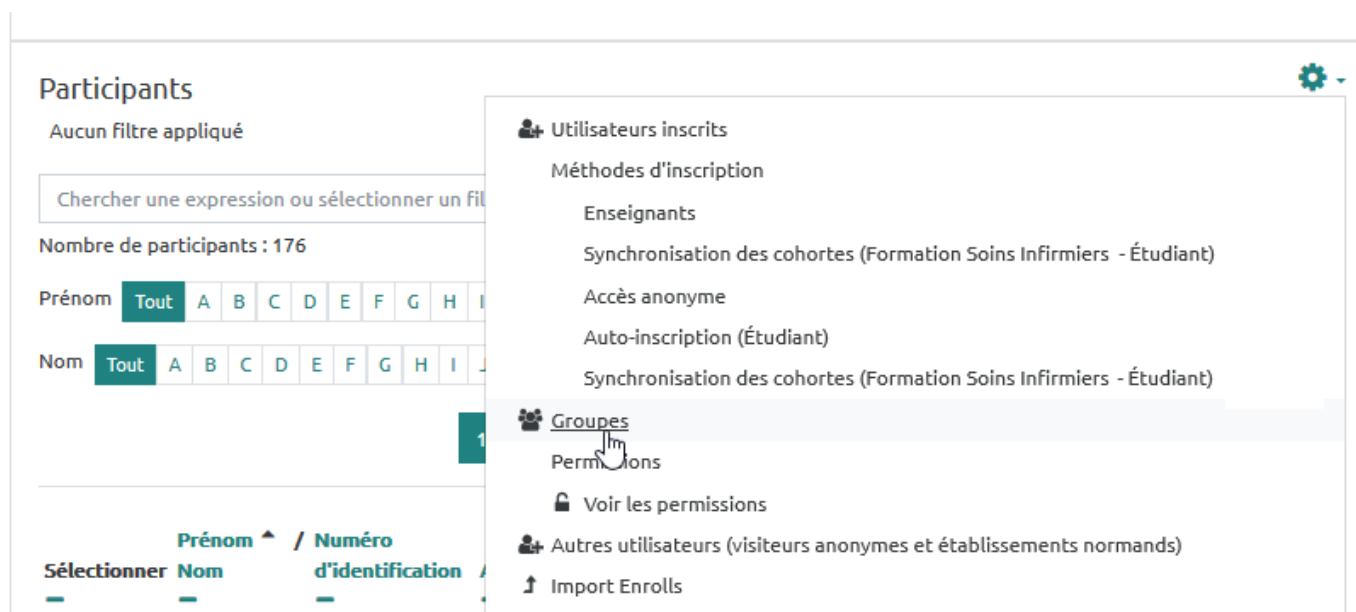 Participants
Aucun filtre appliqué
Chercher une expression ou sélectionner un fil
Nombre de participants : 176
Prénom Tout A B C D E F G H I
Nom Tout A B C D E F G H I
1
Sélectionner Prénom / Numéro
Nom d'identification
Utilisateurs inscrits
Méthodes d'inscription
Enseignants
Synchronisation des cohortes (Formation Soins Infirmiers - Étudiant)
Accès anonyme
Auto-inscription (Étudiant)
Synchronisation des cohortes (Formation Soins Infirmiers - Étudiant)
Groupes
Permissions
Voir les permissions
Autres utilisateurs (visiteurs anonymes et établissements normands)
Import Enrolls